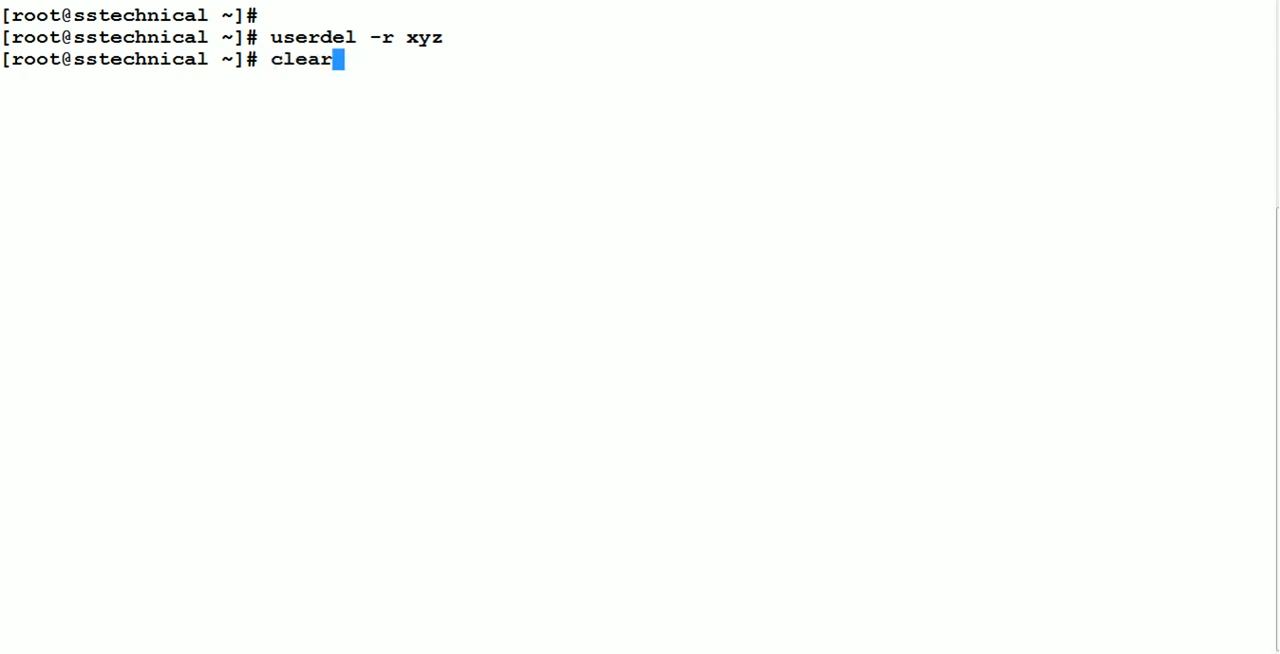 [root@sstechnical ~]#
[root@sstechnical ~]# userdel -r xyz
[root@sstechnical ~]# clear